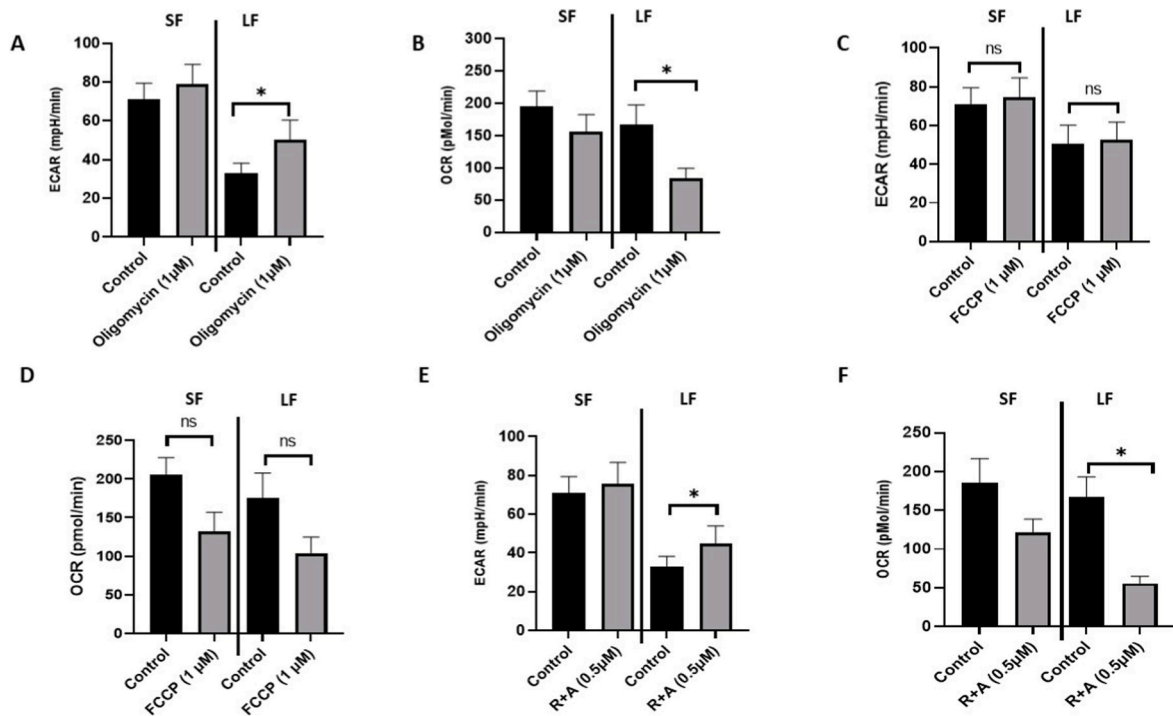 A
SF LF
ECAR (mpH/min)
100
80
60
40
20
0
*
Control
Oligomycin (1μM)
Control
Oligomycin (1μM)
B
SF LF
OCR (pMol/min)
300
250
200
150
100
50
0
*
Control
Oligomycin (1μM)
Control
Oligomycin (1μM)
C
SF LF
ECAR (mpH/min)
100
80
60
40
20
0
ns
ns
Control
FCCP (1 μM)
Control
FCCP (1 μM)
D
SF LF
OCR (pmol/min)
250
200
150
100
50
0
ns
ns
Control
FCCP (1 μM)
Control
FCCP (1 μM)
E
SF LF
ECAR (mpH/min)
100
80
60
40
20
0
*
Control
R+A (0.5μM)
Control
R+A (0.5μM)
F
SF LF
OCR (pMol/min)
250
200
150
100
50
0
*
Control
R+A (0.5μM)
Control
R+A (0.5μM)